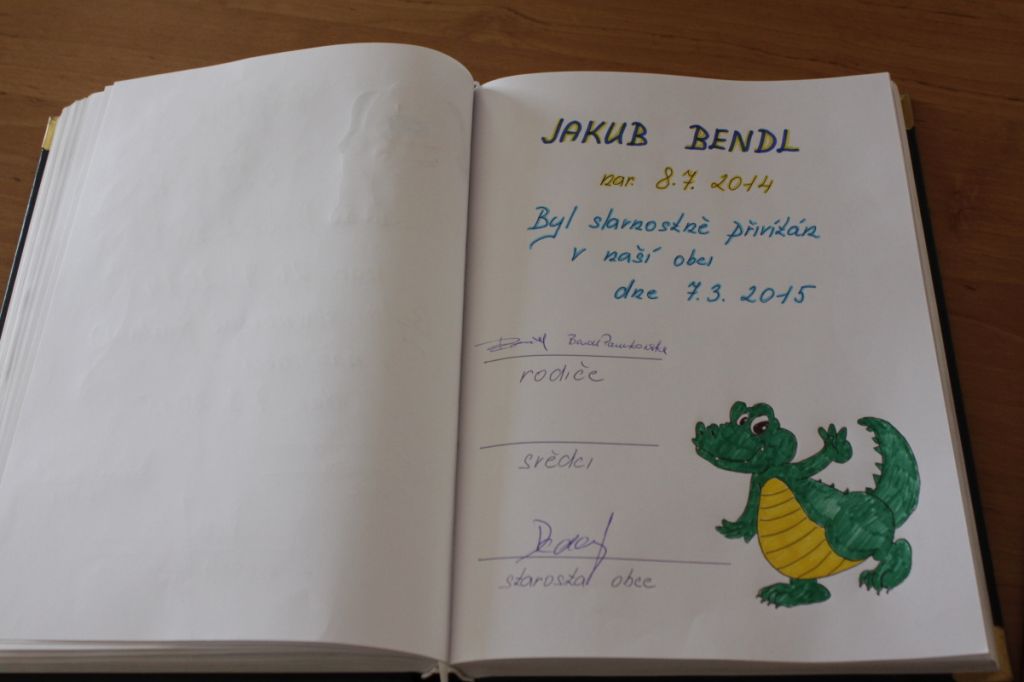 JAKUB BENDL
nar. 8.7. 2014
Byl slavnostně přivítán
v naší obci
dne 7.3. 2015
rodiče
svědci
starosta obce